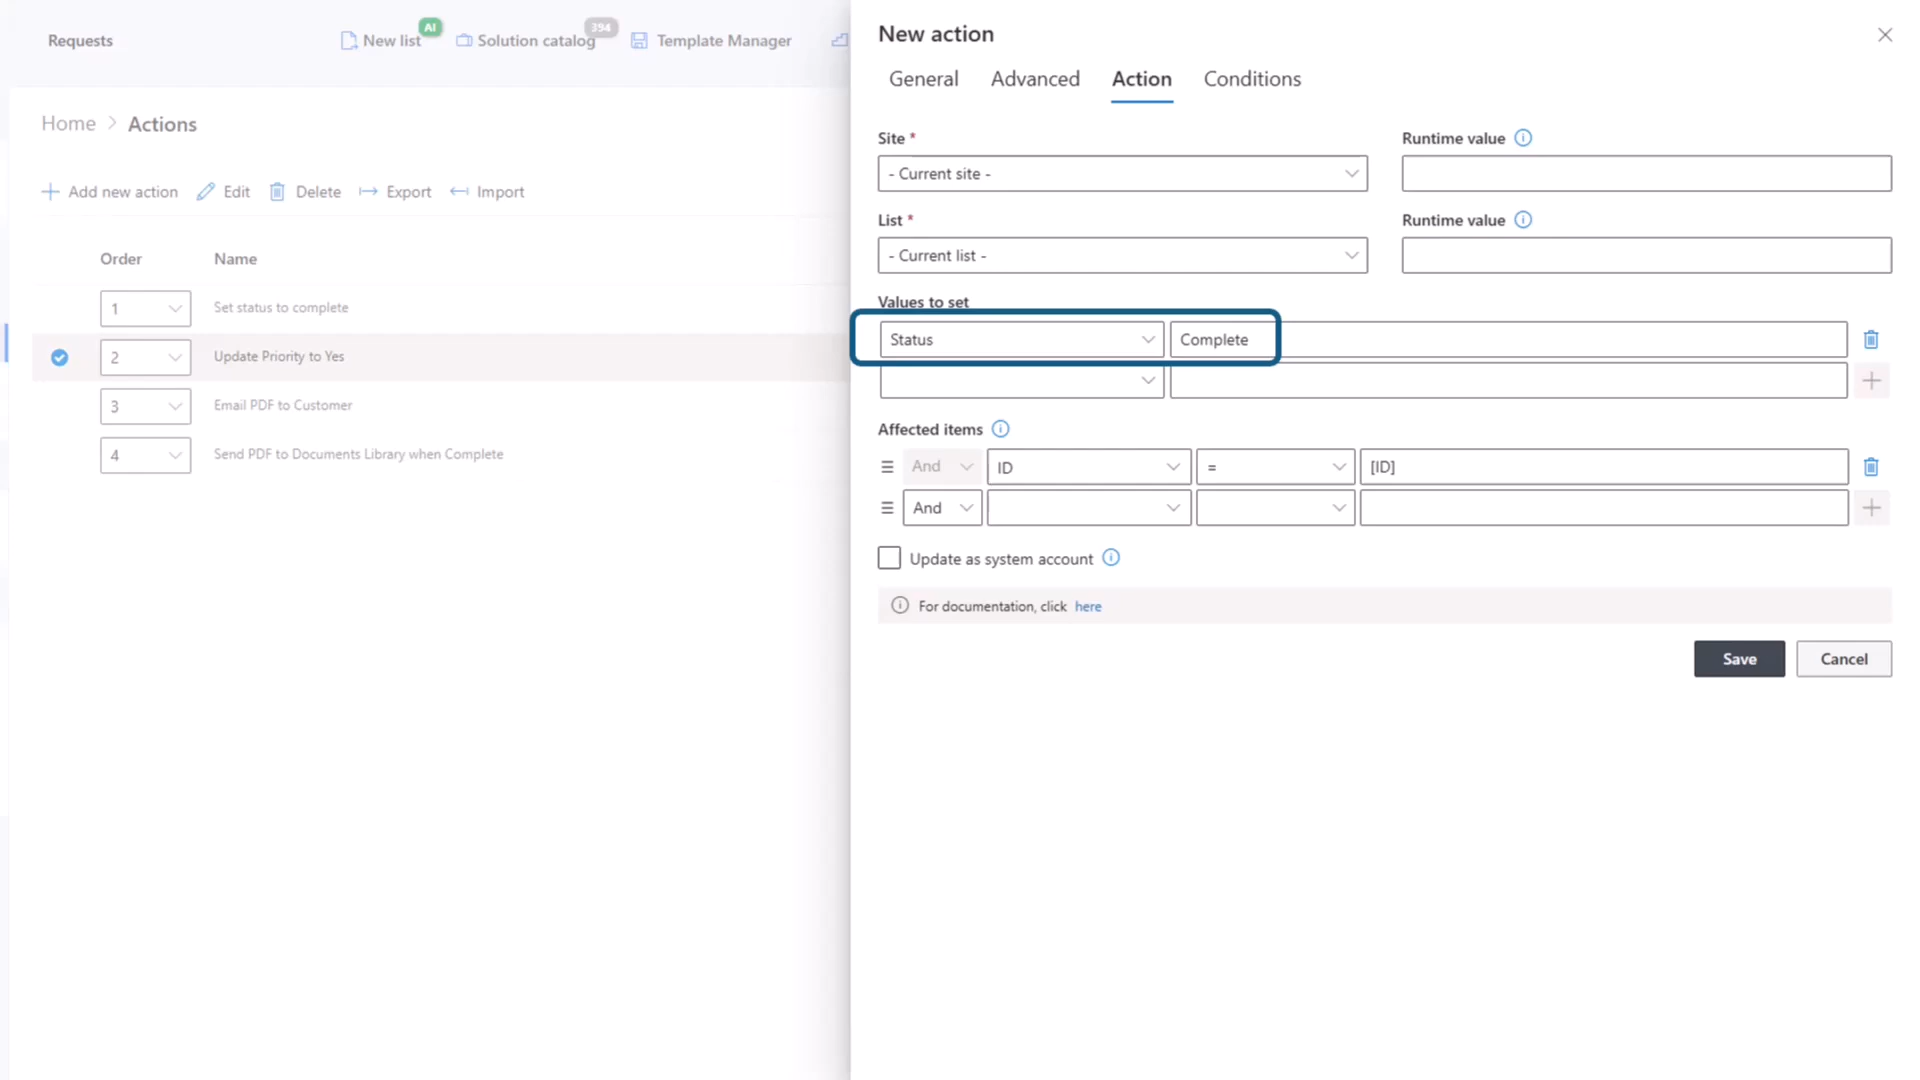 Requests
New list
AI
Solution catalog
394
Template Manager
Home > Actions
Add new action
Edit
Delete
Export
Import
Order
Name
1
Set status to complete
2
Update Priority to Yes
3
Email PDF to Customer
4
Send PDF to Documents Library when Complete
New action
General
Advanced
Action
Conditions
Site *
Runtime value
- Current site -
List *
Runtime value
- Current list -
Values to set
Status
Complete
Affected items
And
ID
=
[ID]
And
Update as system account
For documentation, click here
Save
Cancel